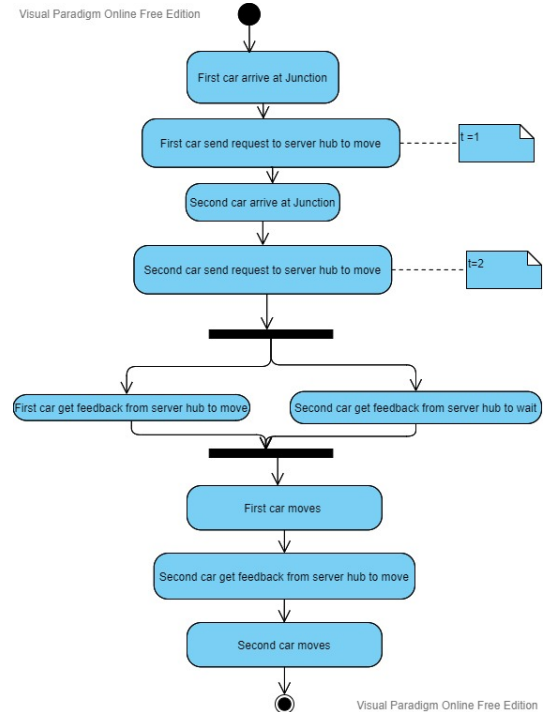 Visual Paradigm Online Free Edition
First car arrive at Junction
First car send request to server hub to move
t =1
Second car arrive at Junction
Second car send request to server hub to move
t=2
First car get feedback from server hub to move
Second car get feedback from server hub to wait
First car moves
Second car get feedback from server hub to move
Second car moves
Visual Paradigm Online Free Edition